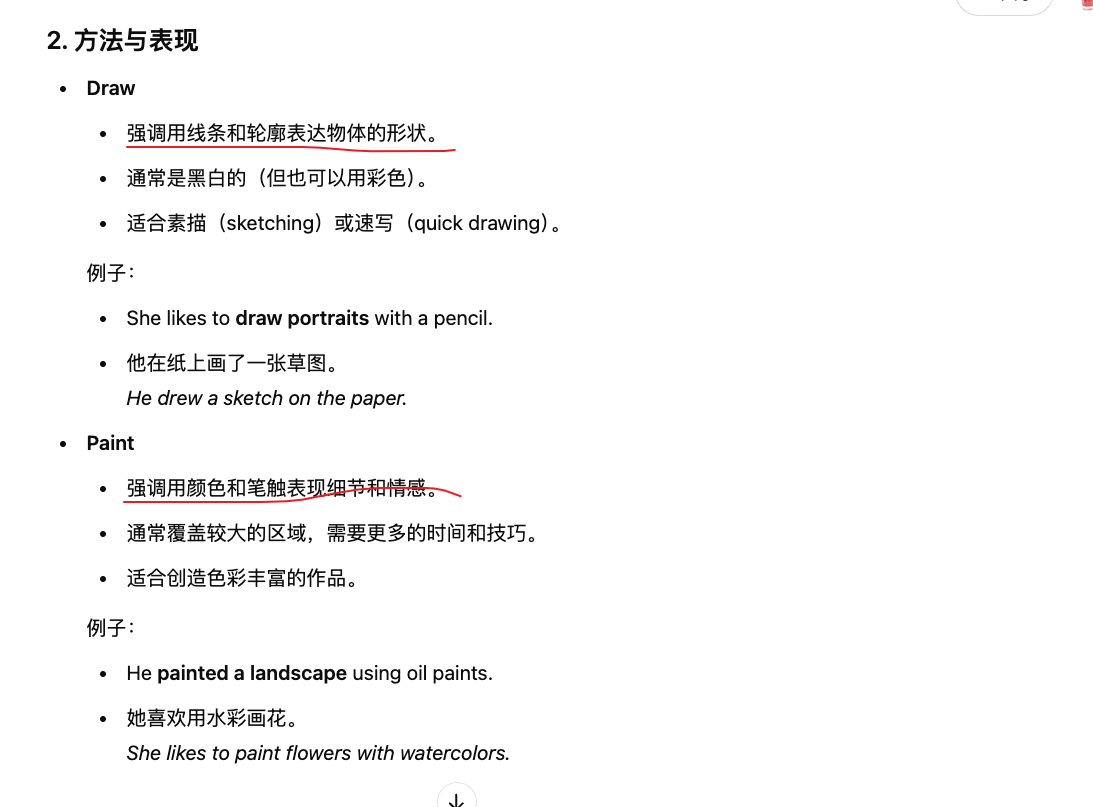 2. 方法与表现
• Draw
• 强调用线条和轮廓表达物体的形状。
• 通常是黑白的（但也可以用彩色）。
• 适合素描（sketching）或速写（quick drawing）。
例子：
• She likes to draw portraits with a pencil.
• 他在纸上画了一张草图。
He drew a sketch on the paper.
• Paint
• 强调用颜色和笔触表现细节和情感。
• 通常覆盖较大的区域，需要更多的时间和技巧。
• 适合创造色彩丰富的作品。
例子：
• He painted a landscape using oil paints.
• 她喜欢用水彩画花。
She likes to paint flowers with watercolors.